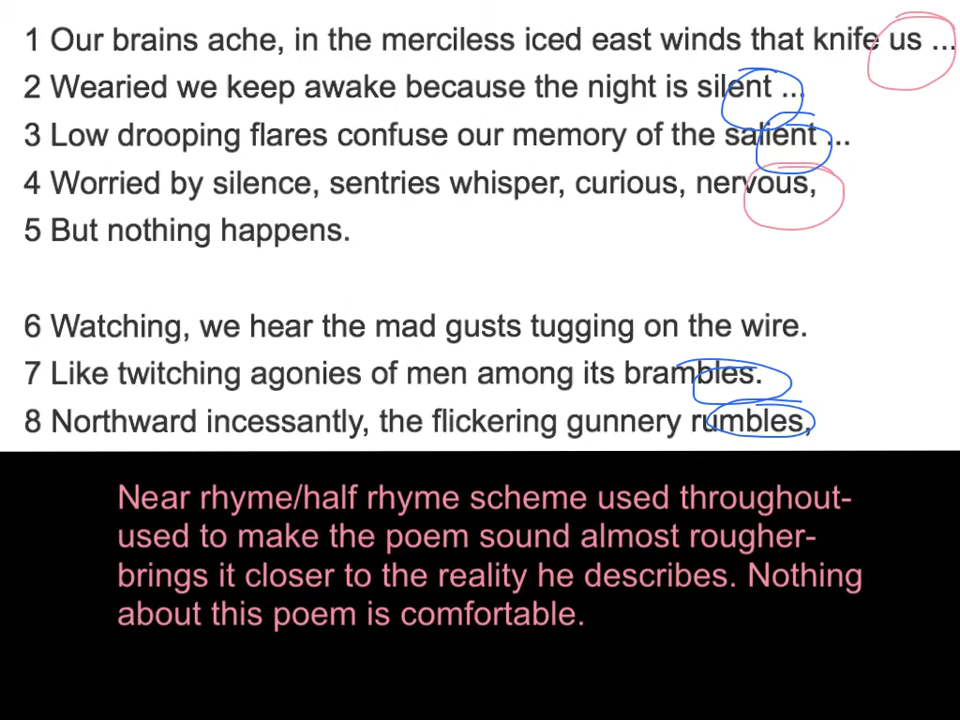 1 Our brains ache, in the merciless iced east winds that knife us ...
2 Wearied we keep awake because the night is silent ...
3 Low drooping flares confuse our memory of the salient ...
4 Worried by silence, sentries whisper, curious, nervous,
5 But nothing happens.
6 Watching, we hear the mad gusts tugging on the wire.
7 Like twitching agonies of men among its brambles.
8 Northward incessantly, the flickering gunnery rumbles,
Near rhyme/half rhyme scheme used throughout-
used to make the poem sound almost rougher-
brings it closer to the reality he describes. Nothing
about this poem is comfortable.